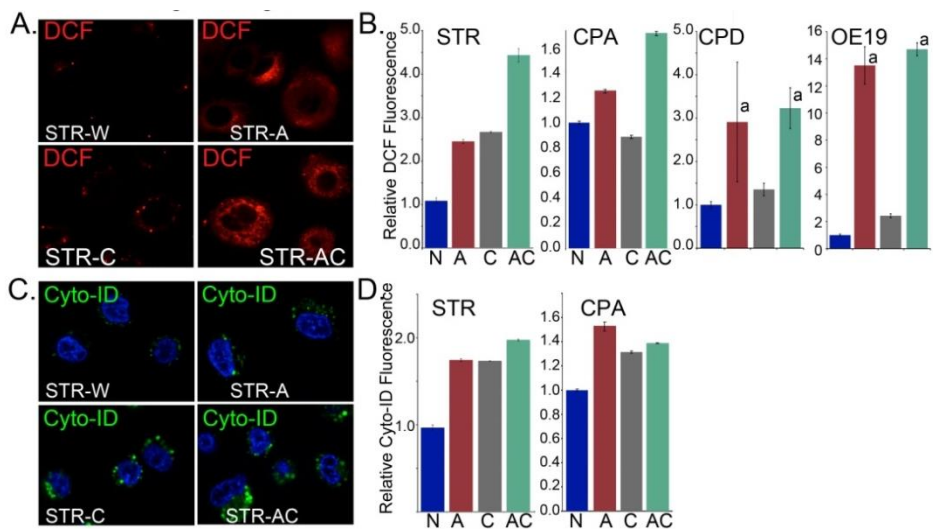 A.
DCF
STR-W
DCF
STR-A
DCF
STR-C
DCF
STR-AC
B.
Relative DCF Fluorescence
STR
5.0
4.0
3.0
2.0
1.0
0.0
N A C AC
CPA
1.6
1.4
1.2
1.0
0.8
0.6
0.4
0.2
0.0
N A C AC
CPD
5.0
4.0
3.0
2.0
1.0
0.0
a
a
OE19
16
14
12
10
8
6
4
2
0
a
a
C.
Cyto-ID
STR-W
Cyto-ID
STR-A
Cyto-ID
STR-C
Cyto-ID
STR-AC
D.
Relative Cyto-ID Fluorescence
STR
2.0
1.0
N A C AC
CPA
1.6
1.4
1.2
1.0
0.8
0.6
0.4
0.2
0.0
N A C AC